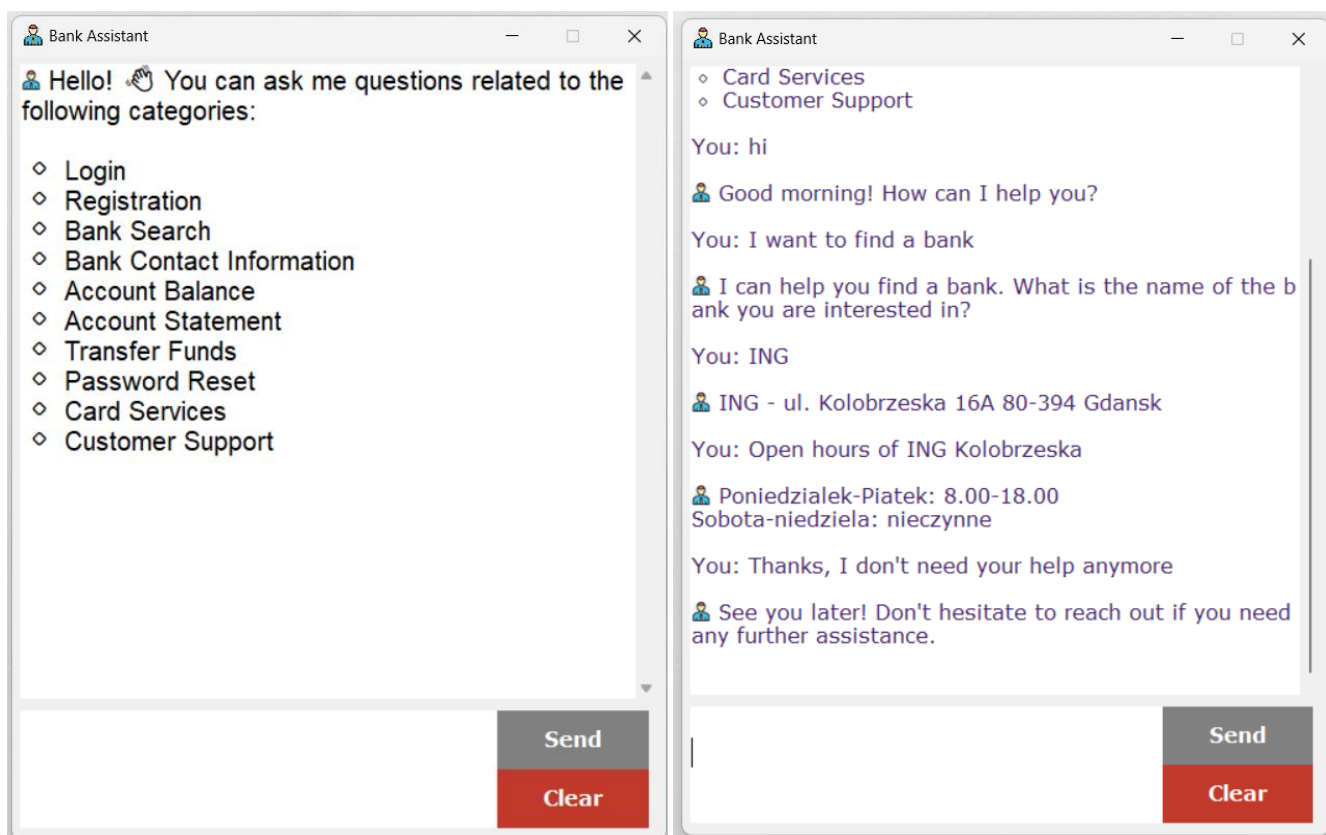 Bank Assistant
Hello! You can ask me questions related to the
following categories:
Login
Registration
Bank Search
Bank Contact Information
Account Balance
Account Statement
Transfer Funds
Password Reset
Card Services
Customer Support
Send
Clear
Bank Assistant
Card Services
Customer Support
You: hi
Good morning! How can I help you?
You: I want to find a bank
I can help you find a bank. What is the name of the b
ank you are interested in?
You: ING
ING - ul. Kolobrzeska 16A 80-394 Gdansk
You: Open hours of ING Kolobrzeska
Poniedzialek-Piatek: 8.00-18.00
Sobota-niedziela: nieczynne
You: Thanks, I don't need your help anymore
See you later! Don't hesitate to reach out if you need
any further assistance.
Send
Clear